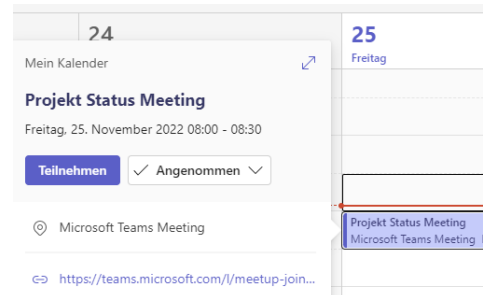 24
25
Freitag
Mein Kalender
Projekt Status Meeting
Freitag, 25. November 2022 08:00 - 08:30
Teilnehmen
Angenommen
Microsoft Teams Meeting
https://teams.microsoft.com/l/meetup-join...
Projekt Status Meeting
Microsoft Teams Meeting